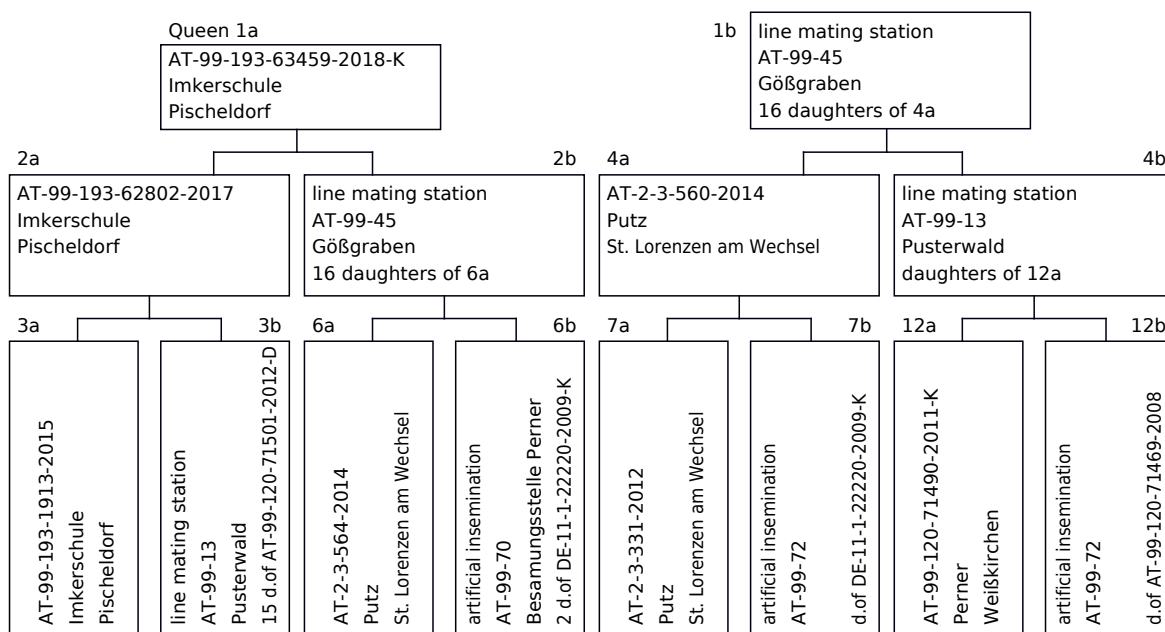 Queen 1a
AT-99-193-63459-2018-K
Imkerschule
Pischeldorf
1b
line mating station
AT-99-45
Gößgraben
16 daughters of 4a
2a
AT-99-193-62802-2017
Imkerschule
Pischeldorf
2b
line mating station
AT-99-45
Gößgraben
16 daughters of 6a
4a
AT-2-3-560-2014
Putz
St. Lorenzen am Wechsel
4b
line mating station
AT-99-13
Pusterwald
daughters of 12a
3a
AT-99-193-1913-2015
Imkerschule
Pischeldorf
3b
line mating station
AT-99-13
Pusterwald
15 d.of AT-99-120-71501-2012-D
6a
AT-2-3-564-2014
Putz
St. Lorenzen am Wechsel
6b
artificial insemination
AT-99-70
Besamungsstelle Perner
2 d.of DE-11-1-22220-2009-K
7a
AT-2-3-331-2012
Putz
St. Lorenzen am Wechsel
7b
artificial insemination
AT-99-72
d.of DE-11-1-22220-2009-K
12a
AT-99-120-71490-2011-K
Perner
Weißkirchen
12b
artificial insemination
AT-99-72
d.of AT-99-120-71469-2008